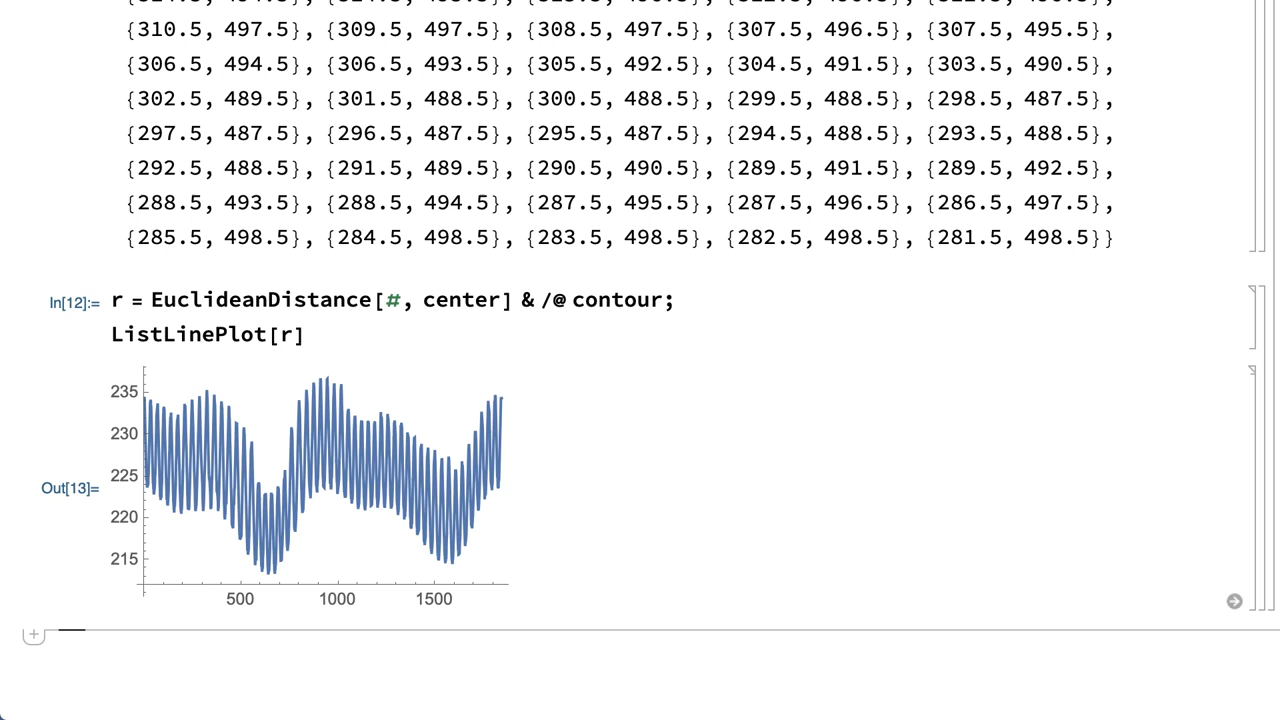 {310.5, 497.5}, {309.5, 497.5}, {308.5, 497.5}, {307.5, 496.5}, {307.5, 495.5},
{306.5, 494.5}, {306.5, 493.5}, {305.5, 492.5}, {304.5, 491.5}, {303.5, 490.5},
{302.5, 489.5}, {301.5, 488.5}, {300.5, 488.5}, {299.5, 488.5}, {298.5, 487.5},
{297.5, 487.5}, {296.5, 487.5}, {295.5, 487.5}, {294.5, 488.5}, {293.5, 488.5},
{292.5, 488.5}, {291.5, 489.5}, {290.5, 490.5}, {289.5, 491.5}, {289.5, 492.5},
{288.5, 493.5}, {288.5, 494.5}, {287.5, 495.5}, {287.5, 496.5}, {286.5, 497.5},
{285.5, 498.5}, {284.5, 498.5}, {283.5, 498.5}, {282.5, 498.5}, {281.5, 498.5}}
In[12]:= r = EuclideanDistance[#, center] & /@ contour;
ListLinePlot[r]
235
230
225
Out[13]=
220
215
500 1000 1500